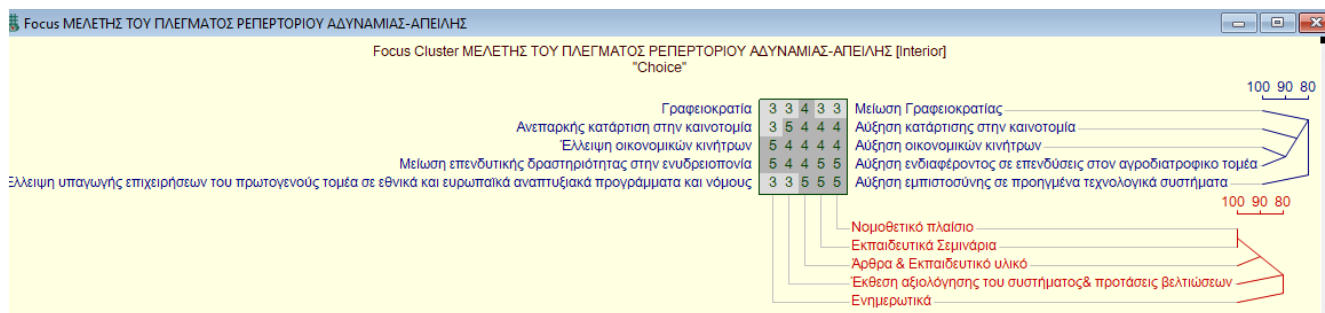 Focus ΜΕΛΕΤΗΣ ΤΟΥ ΠΛΕΓΜΑΤΟΣ ΡΕΠΕΡΤΟΡΙΟΥ ΑΔΥΝΑΜΙΑΣ-ΑΠΕΙΛΗΣ
Focus Cluster ΜΕΛΕΤΗΣ ΤΟΥ ΠΛΕΓΜΑΤΟΣ ΡΕΠΕΡΤΟΡΙΟΥ ΑΔΥΝΑΜΙΑΣ-ΑΠΕΙΛΗΣ [Interior]
"Choice"
100 90 80
Γραφειοκρατία 3 3 4 3 3 Μείωση Γραφειοκρατίας
Ανεπαρκής κατάρτιση στην καινοτομία 3 5 4 4 4 Αύξηση κατάρτισης στην καινοτομία
Έλλειψη οικονομικών κινήτρων 5 4 4 4 4 Αύξηση οικονομικών κινήτρων
Μείωση επενδυτικής δραστηριότητας στην ενυδρειοπονία 5 4 4 5 5 Αύξηση ενδιαφέροντος σε επενδύσεις στον αγροδιατροφικο τομέα
Έλλειψη υπαγωγής επιχειρήσεων του πρωτογενούς τομέα σε εθνικά και ευρωπαϊκά αναπτυξιακά προγράμματα και νόμους 3 3 5 5 5 Αύξηση εμπιστοσύνης σε προηγμένα τεχνολογικά συστήματα
100 90 80
Νομοθετικό πλαίσιο
Εκπαιδευτικά Σεμινάρια
Άρθρα & Εκπαιδευτικό υλικό
Έκθεση αξιολόγησης του συστήματος& προτάσεις βελτιώσεων
Ενημερωτικά